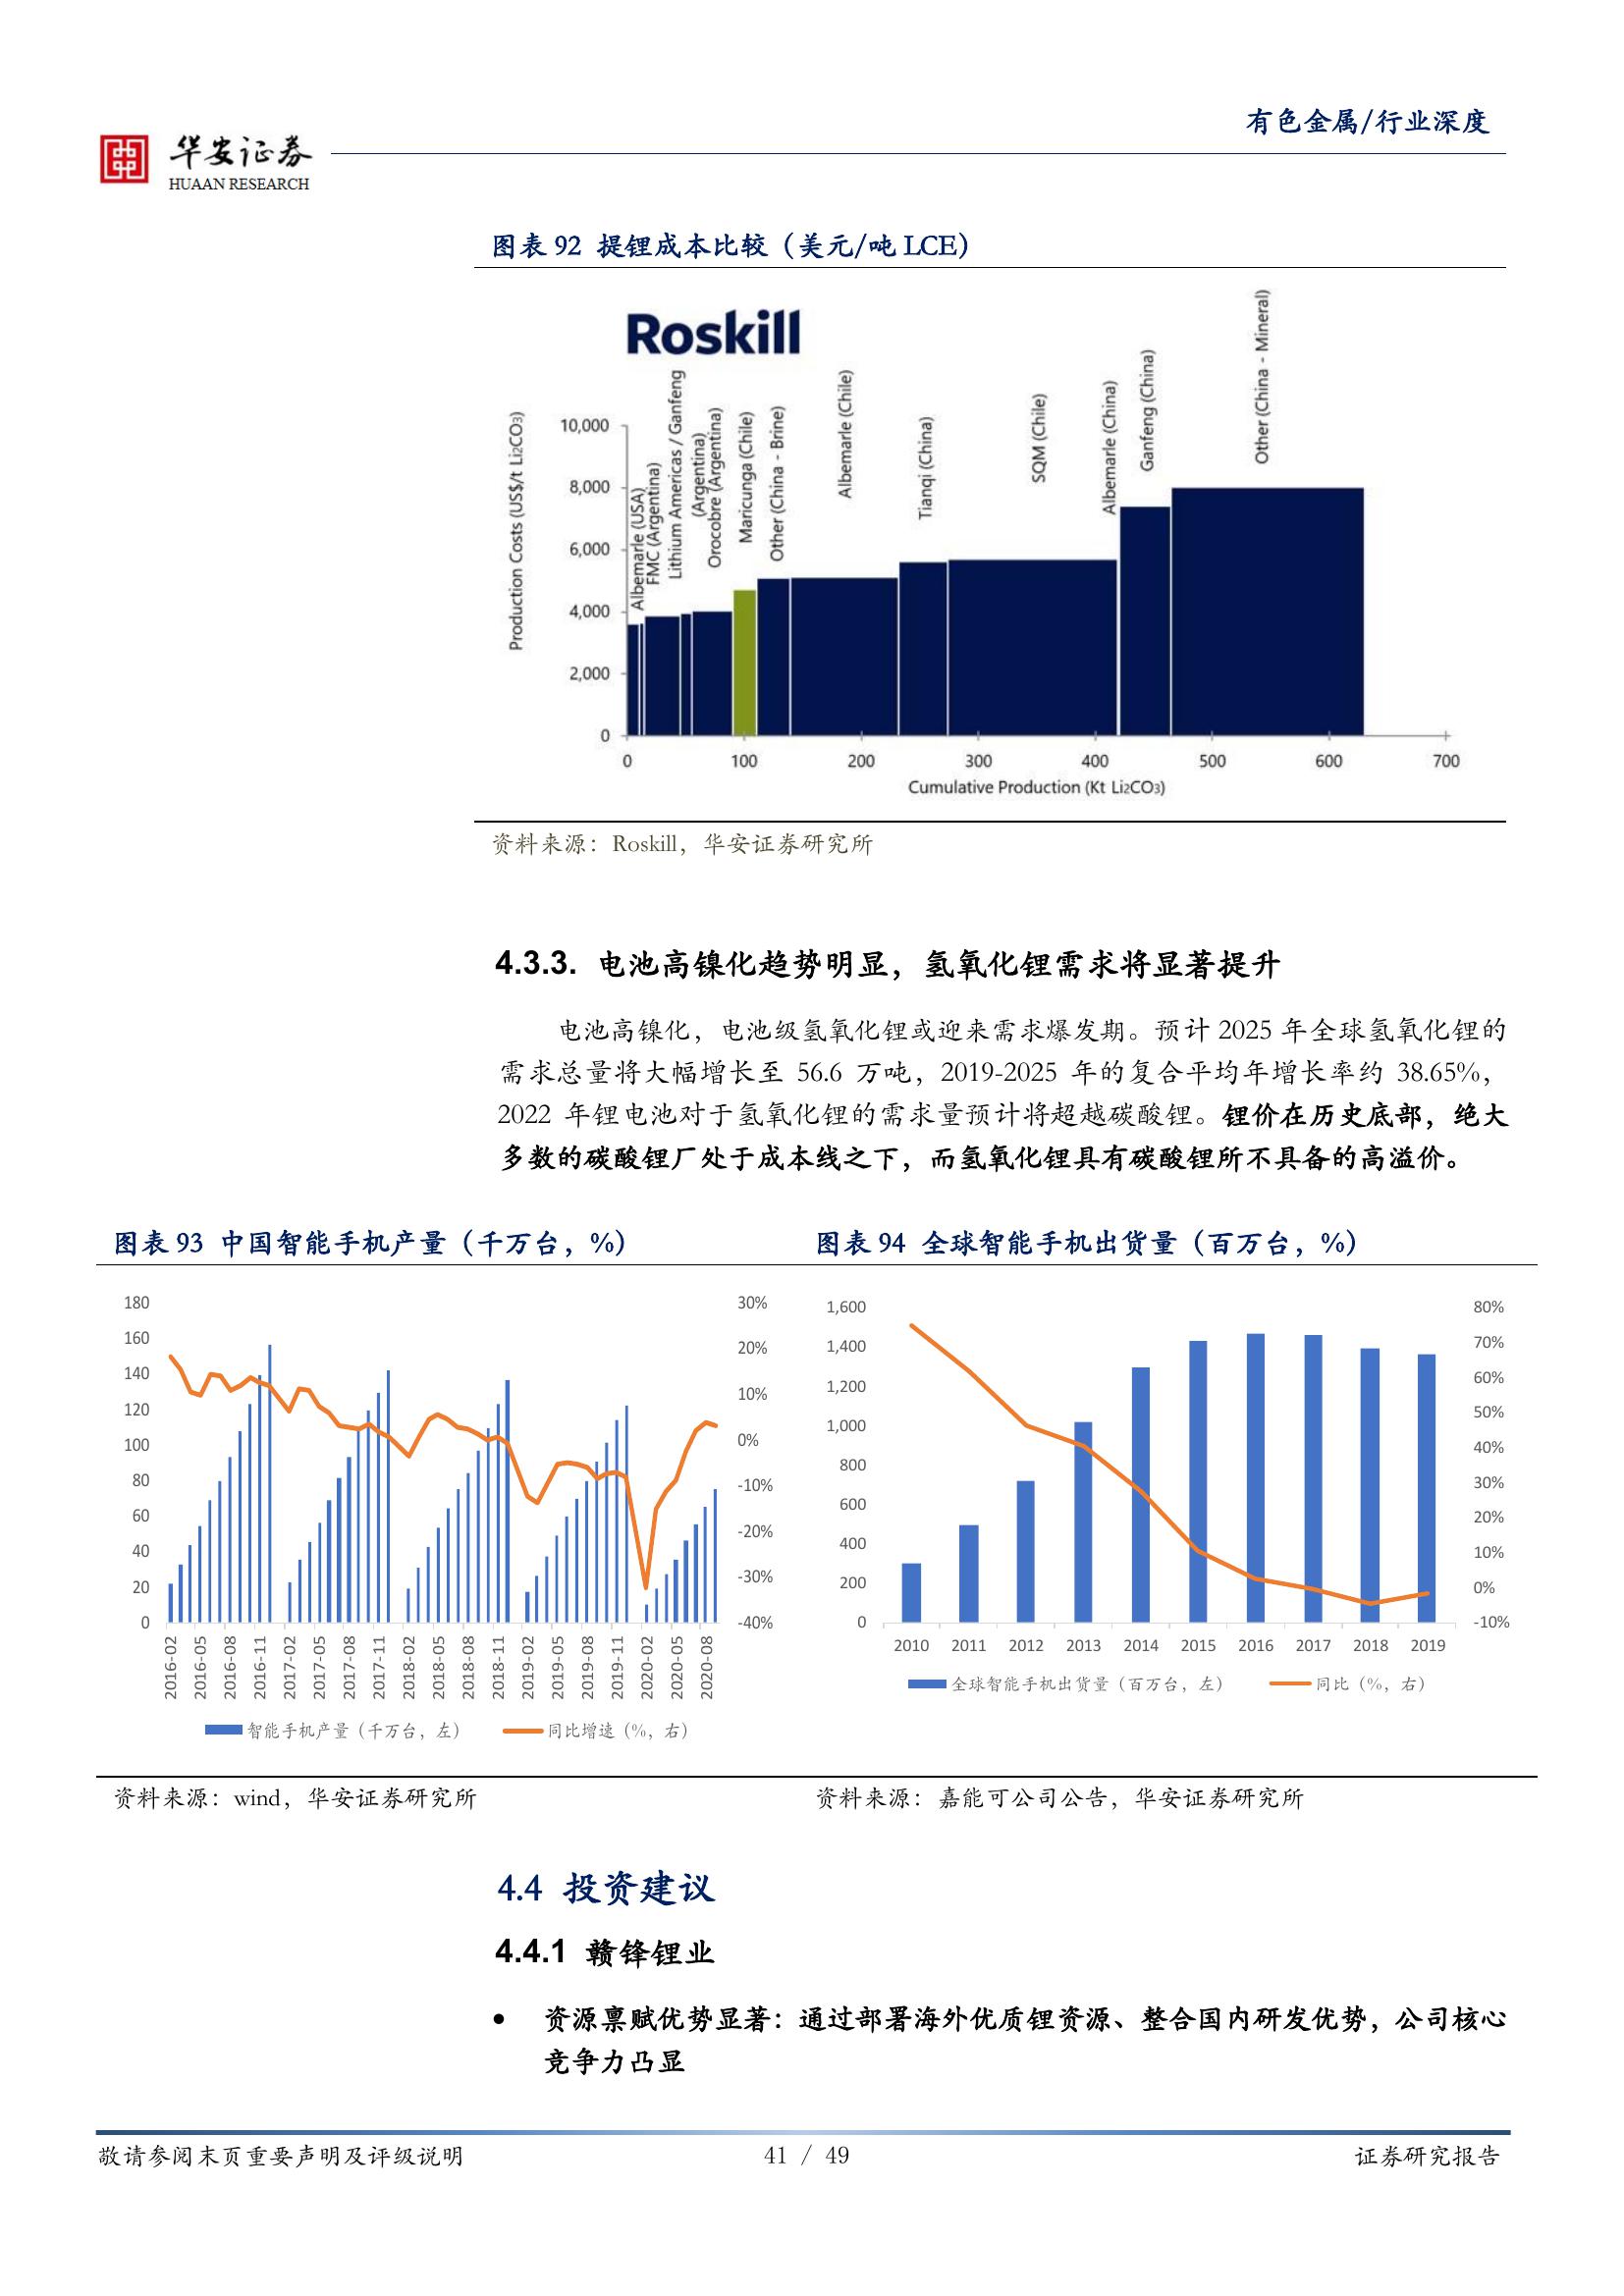 有色金属/行业深度
华安证券
HUAAN RESEARCH
图表 92 提锂成本比较（美元/吨 LCE）
Roskill
Production Costs (US$/t Li2CO3)
10,000
8,000
6,000
4,000
2,000
0
Albemarle (USA)
FMC (Argentina)
Lithium Americas / Ganfeng
(Argentina)
Orocobre (Argentina)
Maricunga (Chile)
Other (China - Brine)
Albemarle (Chile)
Tianqi (China)
SQM (Chile)
Albemarle (China)
Ganfeng (China)
Other (China - Mineral)
0 100 200 300 400 500 600 700
Cumulative Production (Kt Li2CO3)
资料来源：Roskill，华安证券研究所
4.3.3. 电池高镍化趋势明显，氢氧化锂需求将显著提升
电池高镍化，电池级氢氧化锂或迎来需求爆发期。预计 2025 年全球氢氧化锂的
需求总量将大幅增长至 56.6 万吨，2019-2025 年的复合平均年增长率约 38.65%，
2022 年锂电池对于氢氧化锂的需求量预计将超越碳酸锂。锂价在历史底部，绝大
多数的碳酸锂厂处于成本线之下，而氢氧化锂具有碳酸锂所不具备的高溢价。
图表 93 中国智能手机产量（千万台，%）
180
160
140
120
100
80
60
40
20
0
30%
20%
10%
0%
-10%
-20%
-30%
-40%
2016-02
2016-05
2016-08
2016-11
2017-02
2017-05
2017-08
2017-11
2018-02
2018-05
2018-08
2018-11
2019-02
2019-05
2019-08
2019-11
2020-02
2020-05
2020-08
智能手机产量（千万台，左） 同比增速（%，右）
资料来源：wind，华安证券研究所
图表 94 全球智能手机出货量（百万台，%）
1,600
1,400
1,200
1,000
800
600
400
200
0
80%
70%
60%
50%
40%
30%
20%
10%
0%
-10%
2010 2011 2012 2013 2014 2015 2016 2017 2018 2019
全球智能手机出货量（百万台，左） 同比（%，右）
资料来源：嘉能可公司公告，华安证券研究所
4.4 投资建议
4.4.1 赣锋锂业
• 资源禀赋优势显著：通过部署海外优质锂资源、整合国内研发优势，公司核心
竞争力凸显
敬请参阅末页重要声明及评级说明 41 / 49 证券研究报告